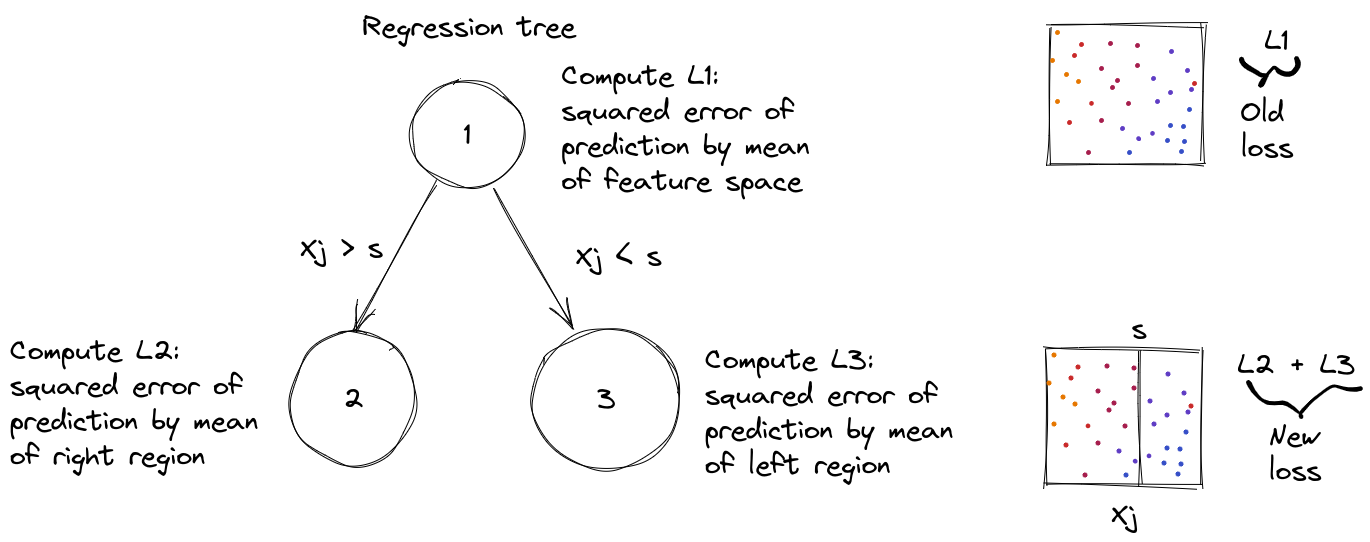 Regression tree
1
Compute L1:
squared error of
prediction by mean
of feature space
xj > s
xj < s
Compute L2:
squared error of
prediction by mean
of right region
2
3
Compute L3:
squared error of
prediction by mean
of left region
L1
Old
loss
s
xj
L2 + L3
New
loss